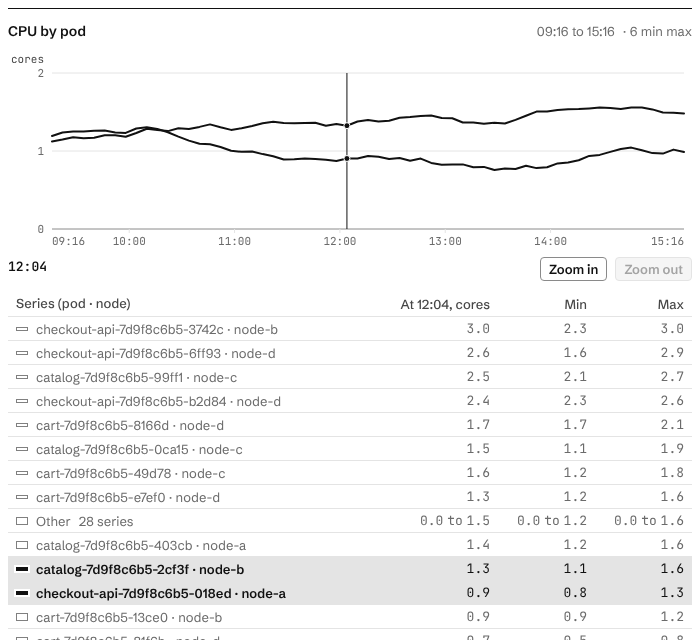 CPU by pod 09:16 to 15:16 · 6 min max
cores
2
1
0
09:16 10:00 11:00 12:00 13:00 14:00 15:16
12:04 Zoom in Zoom out
Series (pod · node) At 12:04, cores Min Max
checkout-api-7d9f8c6b5-3742c · node-b 3.0 2.3 3.0
checkout-api-7d9f8c6b5-6ff93 · node-d 2.6 1.6 2.9
catalog-7d9f8c6b5-99ff1 · node-c 2.5 2.1 2.7
checkout-api-7d9f8c6b5-b2d84 · node-d 2.4 2.3 2.6
cart-7d9f8c6b5-8166d · node-d 1.7 1.7 2.1
catalog-7d9f8c6b5-0ca15 · node-c 1.5 1.1 1.9
cart-7d9f8c6b5-49d78 · node-c 1.6 1.2 1.8
cart-7d9f8c6b5-e7ef0 · node-d 1.3 1.2 1.6
Other 28 series 0.0 to 1.5 0.0 to 1.2 0.0 to 1.6
catalog-7d9f8c6b5-403cb · node-a 1.4 1.2 1.6
catalog-7d9f8c6b5-2cf3f · node-b 1.3 1.1 1.6
checkout-api-7d9f8c6b5-018ed · node-a 0.9 0.8 1.3
cart-7d9f8c6b5-13ce0 · node-b 0.9 0.9 1.2